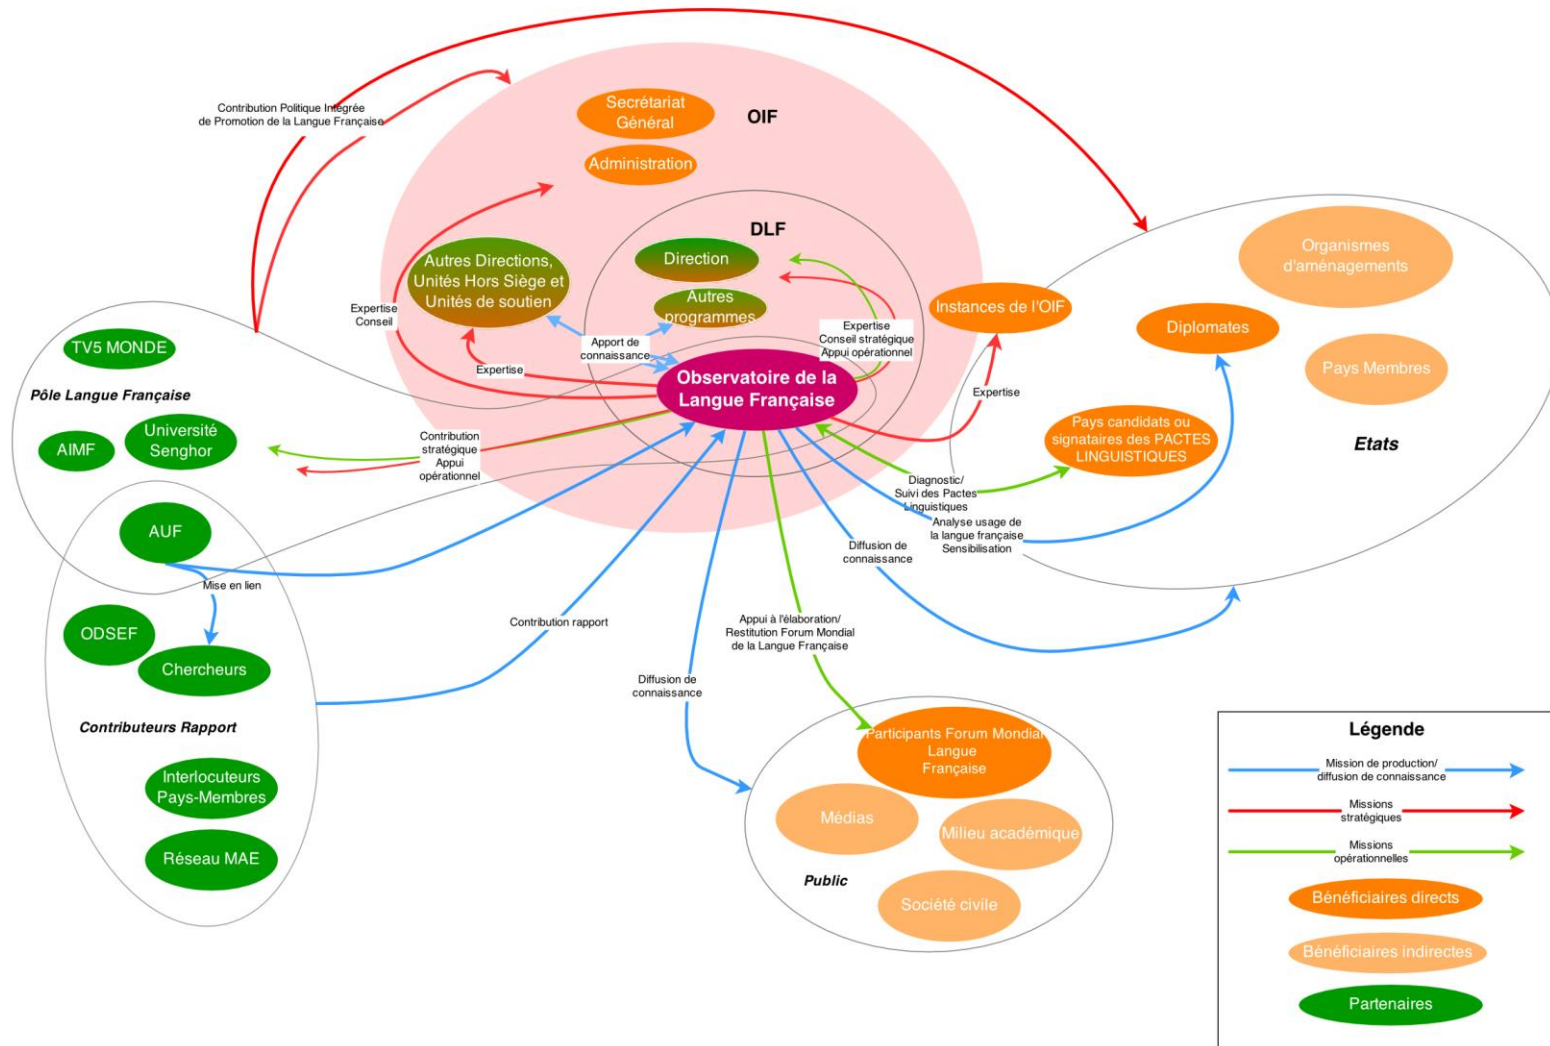 Contribution Politique Intégrée
de Promotion de la Langue Française
Secrétariat
Général
OIF
Administration
DLF
Direction
Autres
programmes
Autres Directions,
Unités Hors Siège et
Unités de soutien
Expertise
Conseil
Apport de
connaissance
Expertise
Expertise
Conseil stratégique
Appui opérationnel
Observatoire de la
Langue Française
Instances de l'OIF
Expertise
Organismes
d'aménagements
Diplomates
Pays Membres
Pays candidats ou
signataires des PACTES
LINGUISTIQUES
Etats
TV5 MONDE
Pôle Langue Française
AIMF
Université
Senghor
Contribution
stratégique
Appui
opérationnel
AUF
Mise en lien
ODSEF
Chercheurs
Contributeurs Rapport
Interlocuteurs
Pays-Membres
Réseau MAE
Contribution rapport
Diagnostic/
Suivi des Pactes
Linguistiques
Analyse usage de
la langue française
Sensibilisation
Diffusion de
connaissance
Appui à l'élaboration/
Restitution Forum Mondial
de la Langue Française
Diffusion de
connaissance
Participants Forum Mondial
Langue
Française
Médias
Milieu académique
Public
Société civile
Légende
Mission de production/
diffusion de connaissance
Missions
stratégiques
Missions
opérationnelles
Bénéficiaires directs
Bénéficiaires indirectes
Partenaires